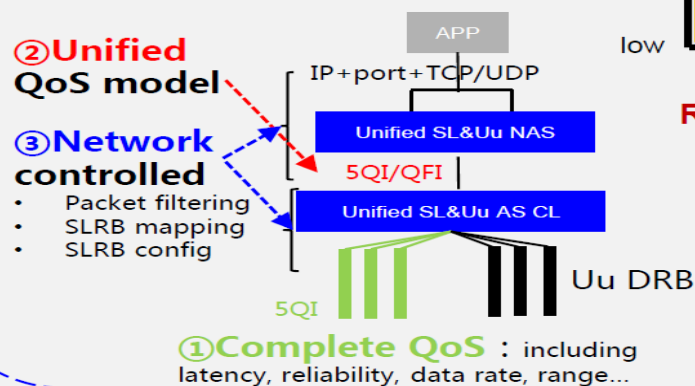 APP
low
②Unified
QoS model
IP+port+TCP/UDP
R
Unified SL&Uu NAS
③Network
controlled
5QI/QFI
• Packet filtering
• SLRB mapping
• SLRB config
Unified SL&Uu AS CL
Uu DRB
5QI
①Complete QoS : including
latency, reliability, data rate, range...